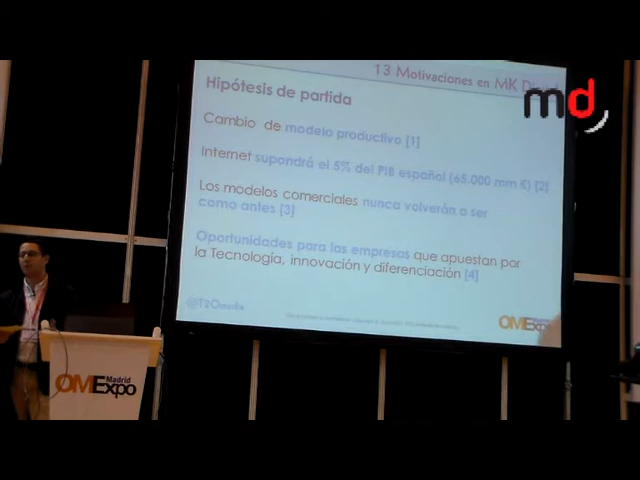 13 Motivaciones en MK
md
Hipótesis de partida
Cambio de modelo productivo [1]
Internet supondrá el 5% del PIB español (65.000 mm €) [2]
Los modelos comerciales nunca volverán a ser
como antes [3]
Oportunidades para las empresas que apuestan por
la Tecnología, innovación y diferenciación [4]
@T2Omedia
OMExpo
OMExpo
Madrid